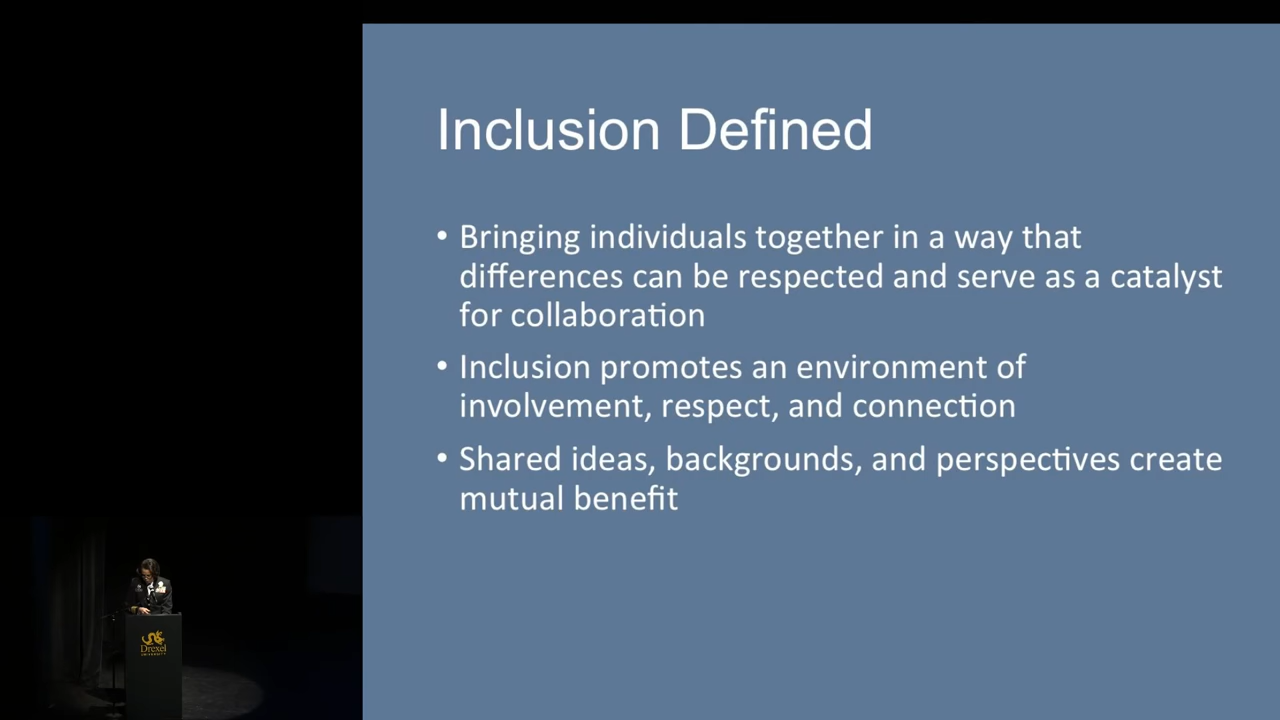 Inclusion Defined
• Bringing individuals together in a way that
differences can be respected and serve as a catalyst
for collaboration
• Inclusion promotes an environment of
involvement, respect, and connection
• Shared ideas, backgrounds, and perspectives create
mutual benefit
Drexel
UNIVERSITY